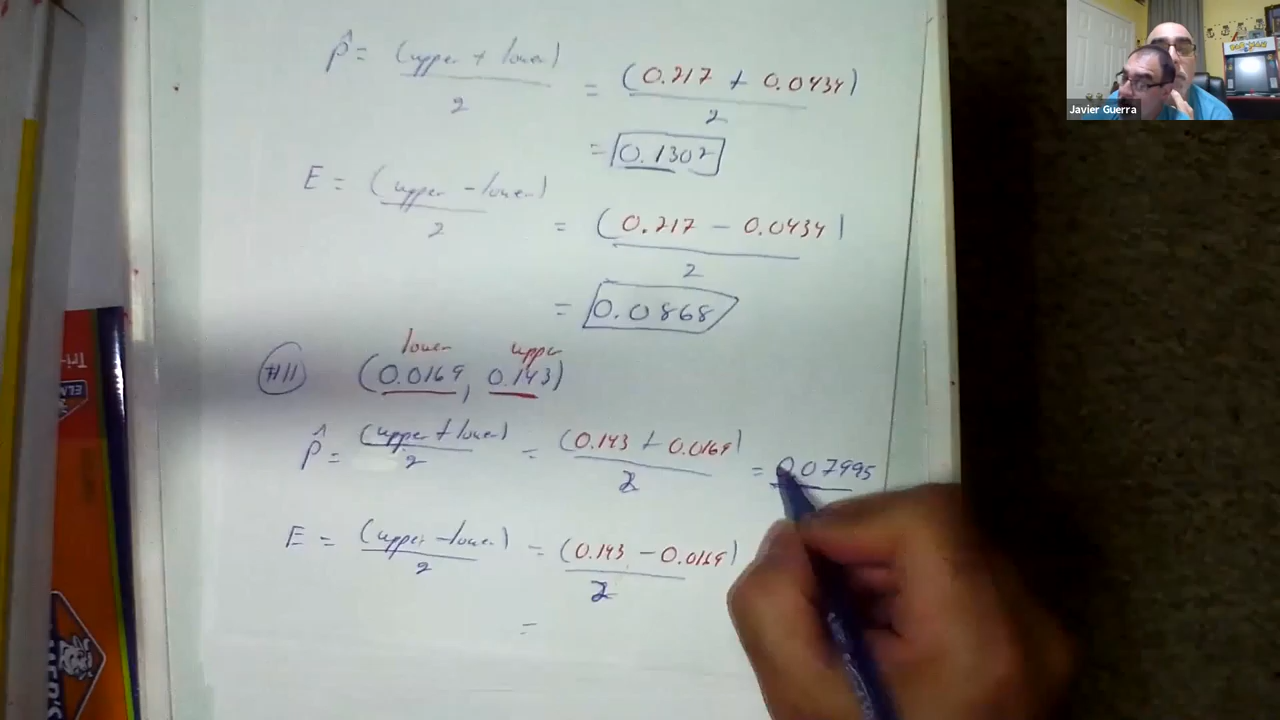 p̂ = (upper + lower) / 2 = (0.217 + 0.0434) / 2
= 0.1302
E = (upper - lower) / 2 = (0.217 - 0.0434) / 2
= 0.0868
lower upper
#11 (0.0169, 0.143)
p̂ = (upper + lower) / 2 = (0.143 + 0.0169) / 2 = 0.07995
E = (upper - lower) / 2 = (0.143 - 0.0169) / 2
=
Javier Guerra
Tri-
ELM